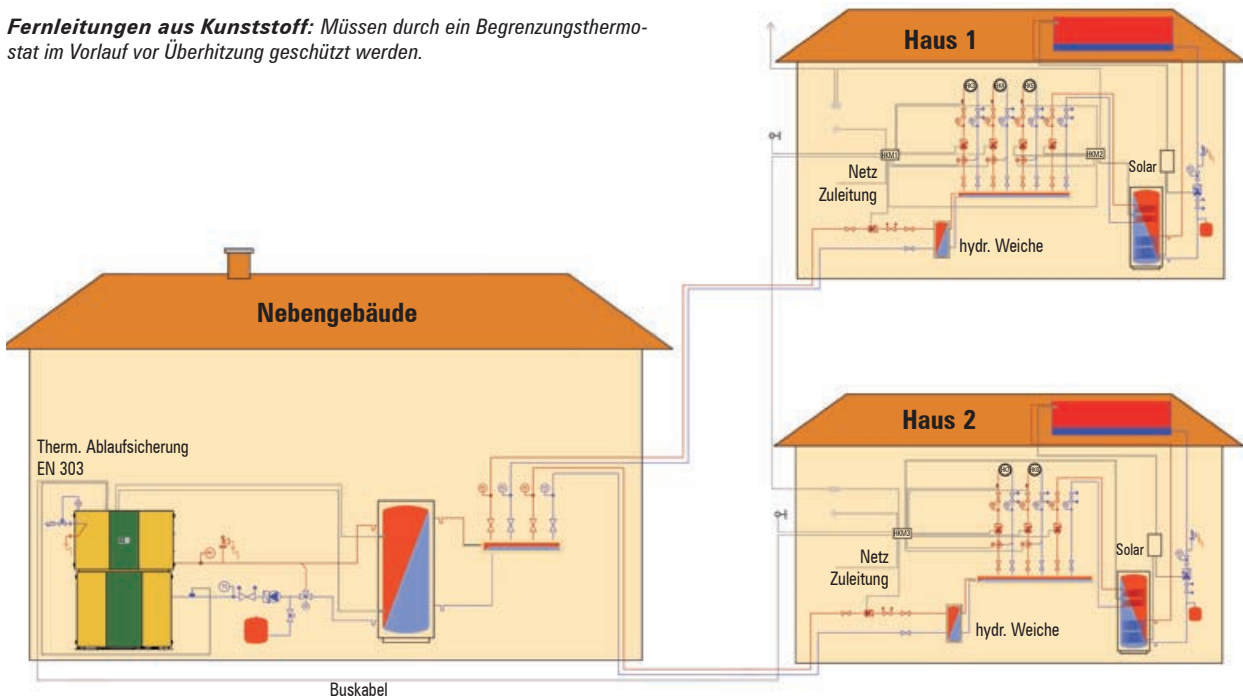 Fernleitungen aus Kunststoff: Müssen durch ein Begrenzungsthermo-
stat im Vorlauf vor Überhitzung geschützt werden.
Haus 1
HKM1
HKM2
Netz
Zuleitung
Solar
hydr. Weiche
Nebengebäude
Therm. Ablaufsicherung
EN 303
Haus 2
HKM3
Netz
Zuleitung
Solar
hydr. Weiche
Buskabel